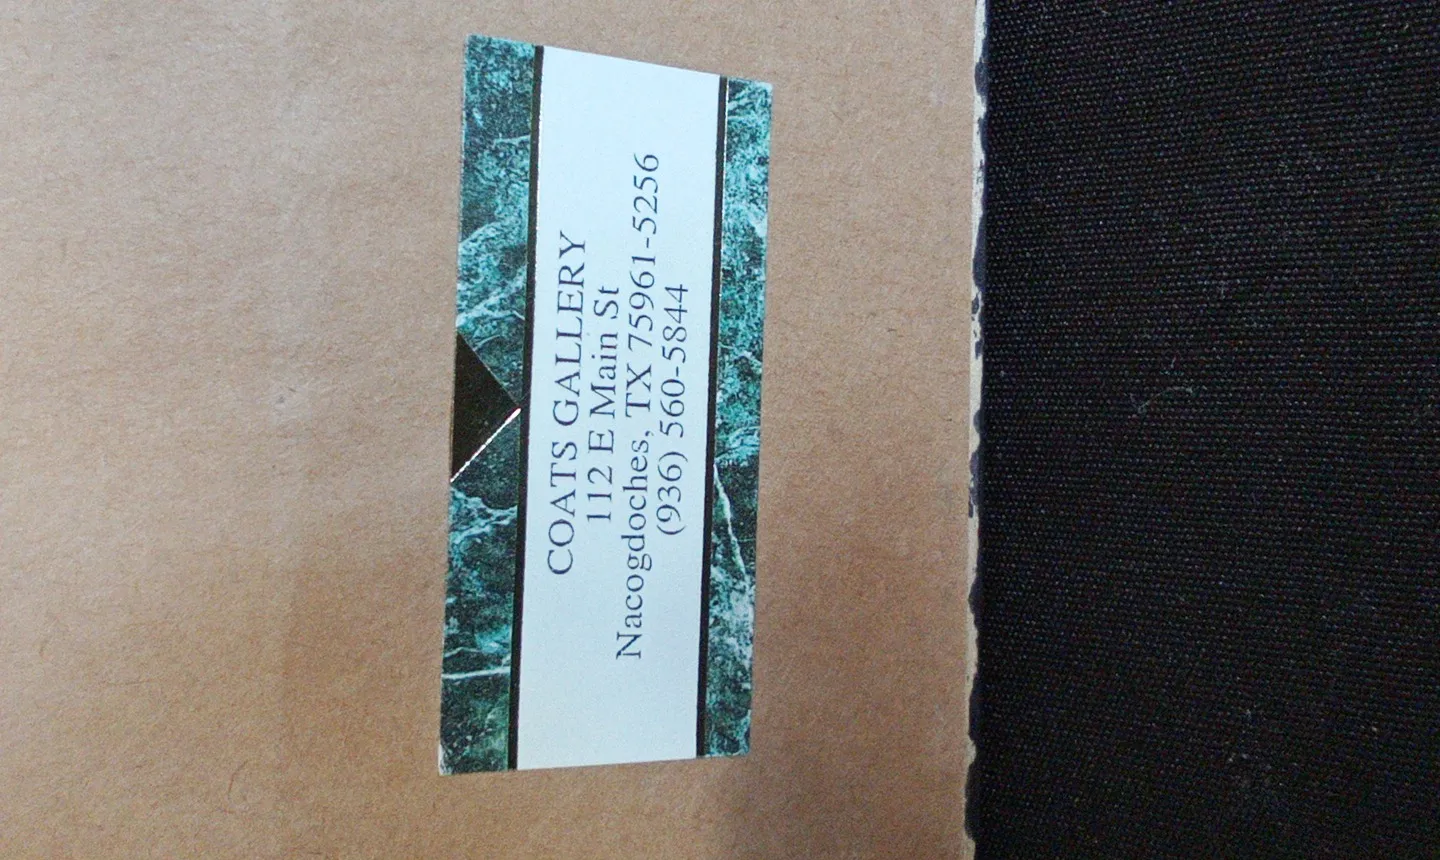 COATS GALLERY
112 E Main St
Nacogdoches, TX 75961-5256
(936) 560-5844